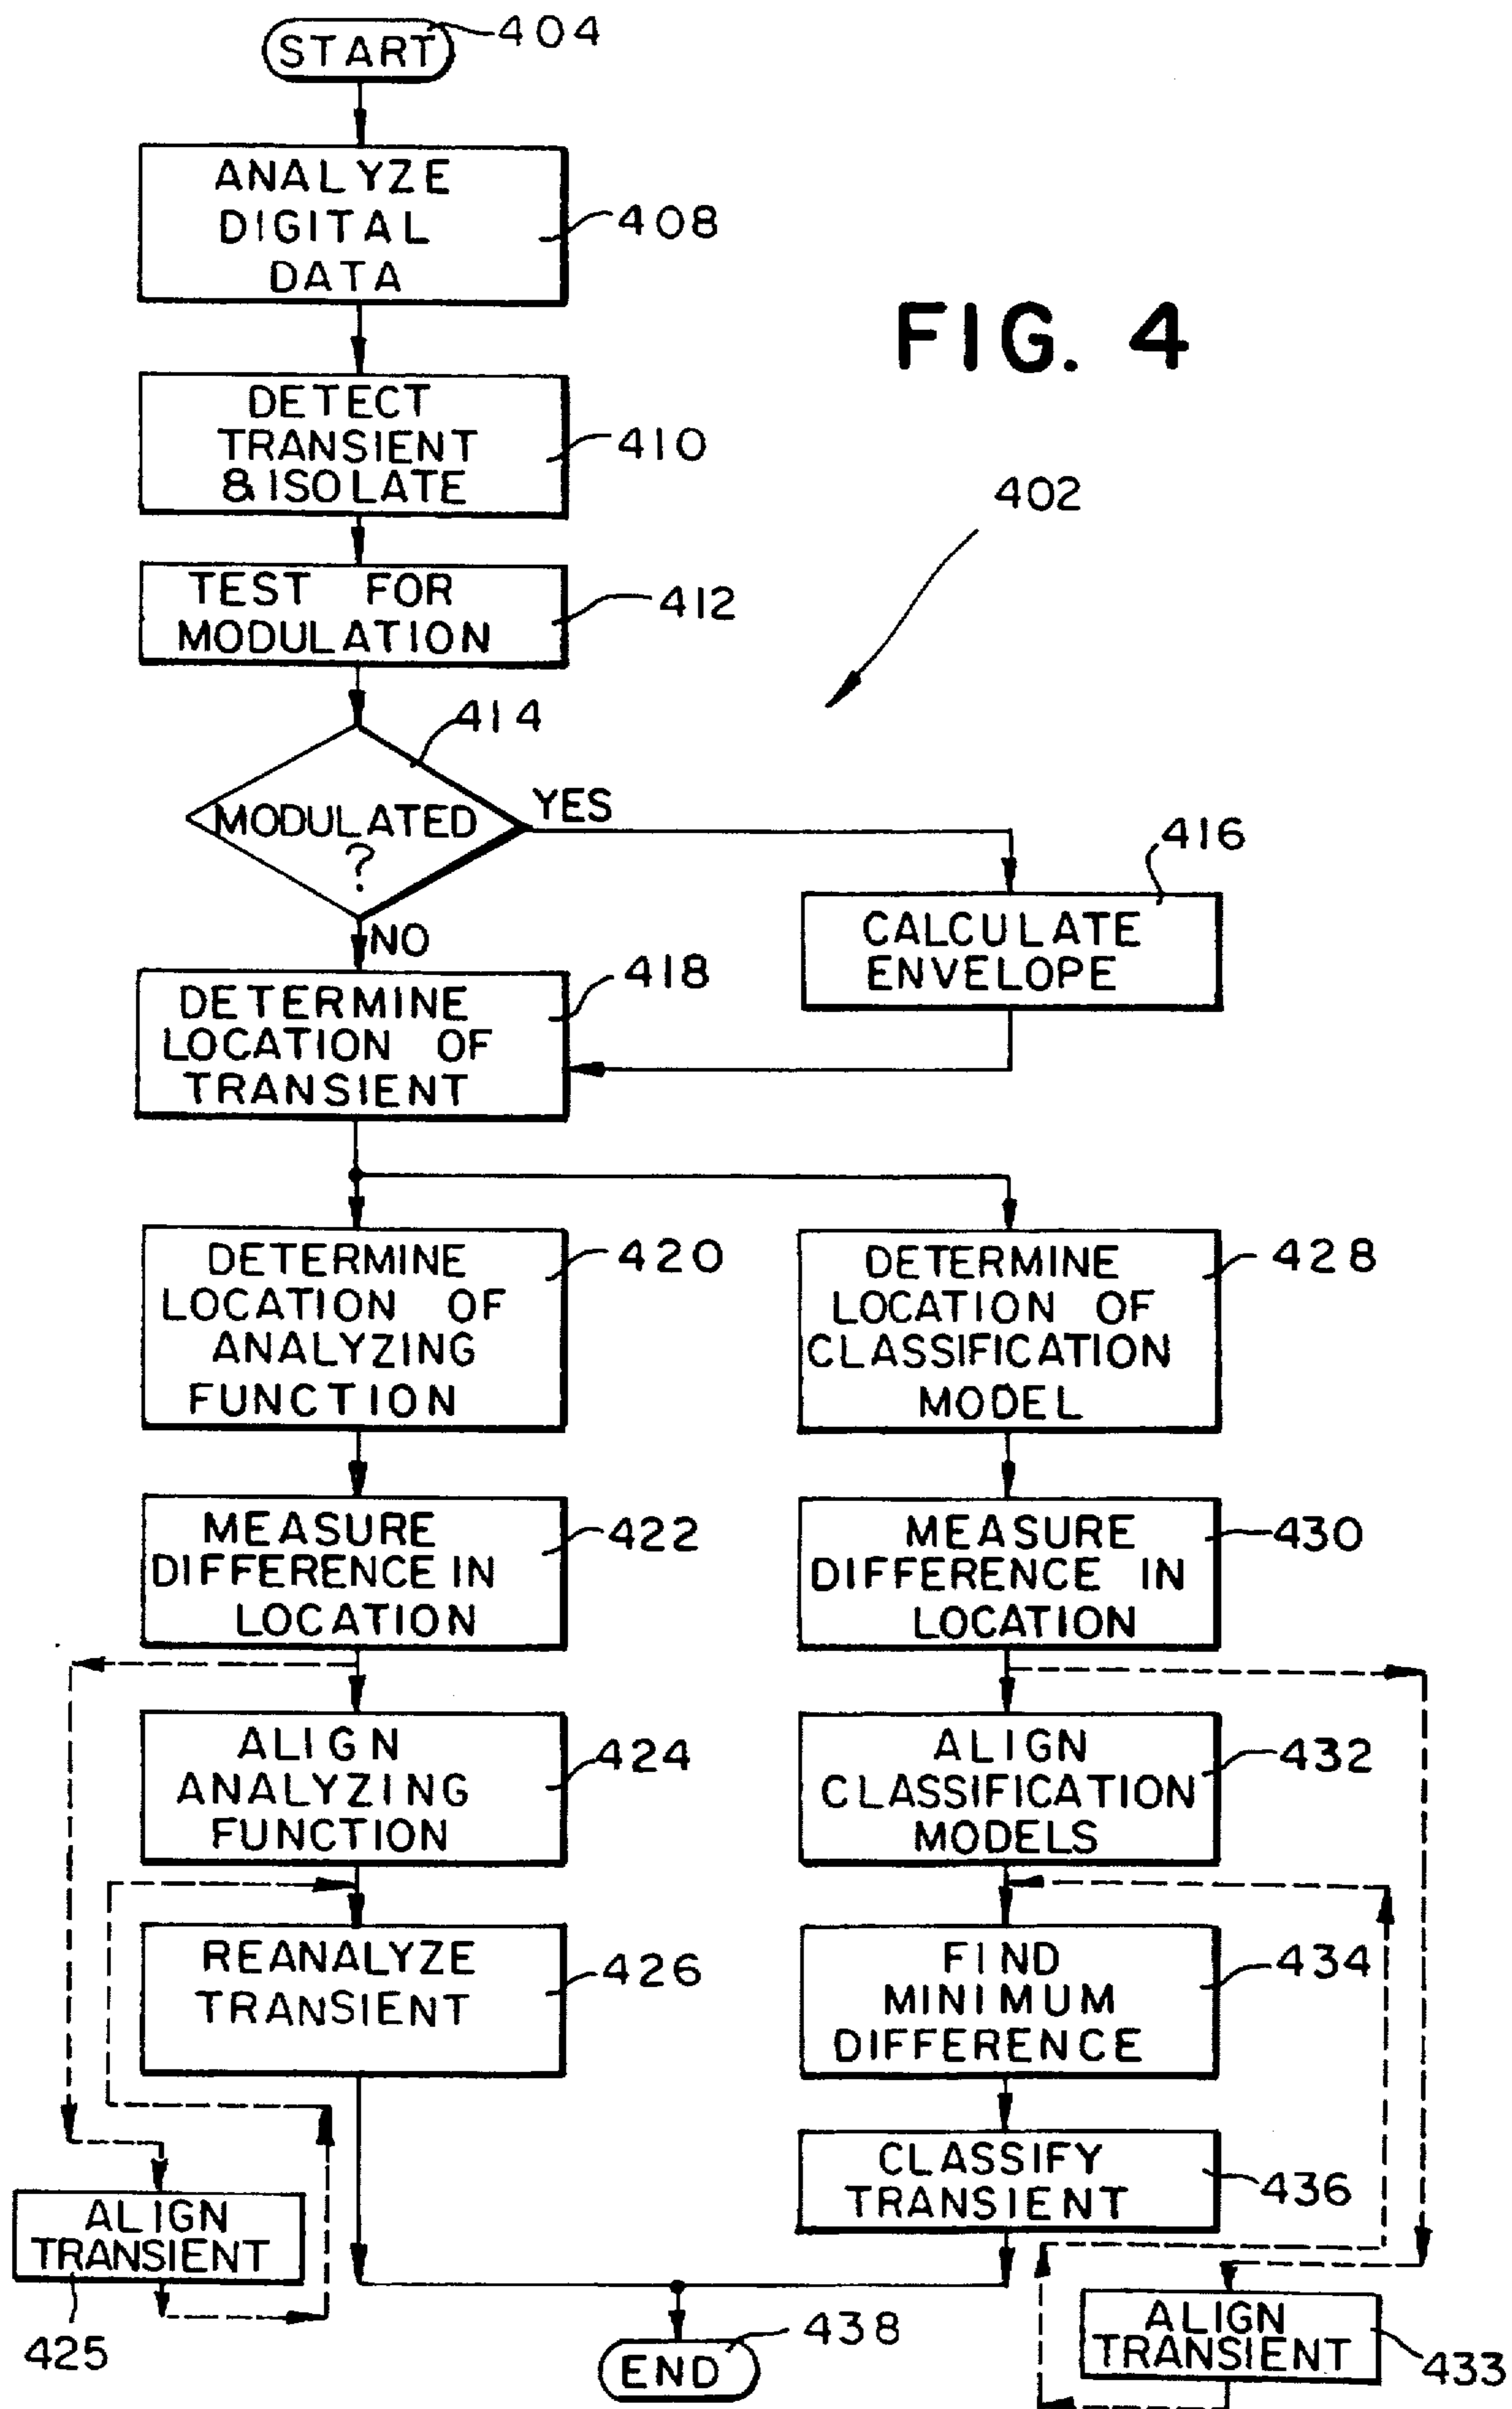 START
404
ANALYZE
DIGITAL
DATA
408
FIG. 4
DETECT
TRANSIENT
& ISOLATE
410
402
TEST FOR
MODULATION
412
414
MODULATED
?
YES
NO
416
CALCULATE
ENVELOPE
418
DETERMINE
LOCATION OF
TRANSIENT
DETERMINE
LOCATION OF
ANALYZING
FUNCTION
420
DETERMINE
LOCATION OF
CLASSIFICATION
MODEL
428
MEASURE
DIFFERENCE IN
LOCATION
422
MEASURE
DIFFERENCE IN
LOCATION
430
ALIGN
ANALYZING
FUNCTION
424
ALIGN
CLASSIFICATION
MODELS
432
REANALYZE
TRANSIENT
426
FIND
MINIMUM
DIFFERENCE
434
CLASSIFY
TRANSIENT
436
ALIGN
TRANSIENT
425
END
438
ALIGN
TRANSIENT
433